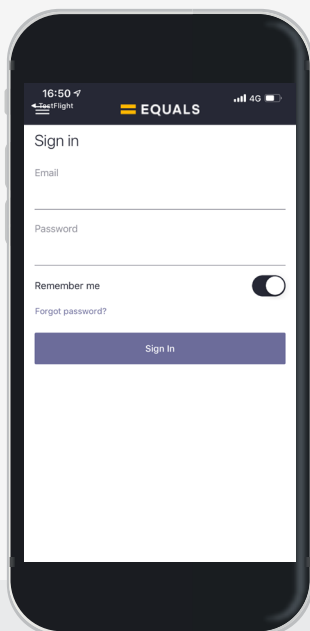 16:50
TestFlight
4G
EQUALS
Sign in
Email
Password
Remember me
Forgot password?
Sign In